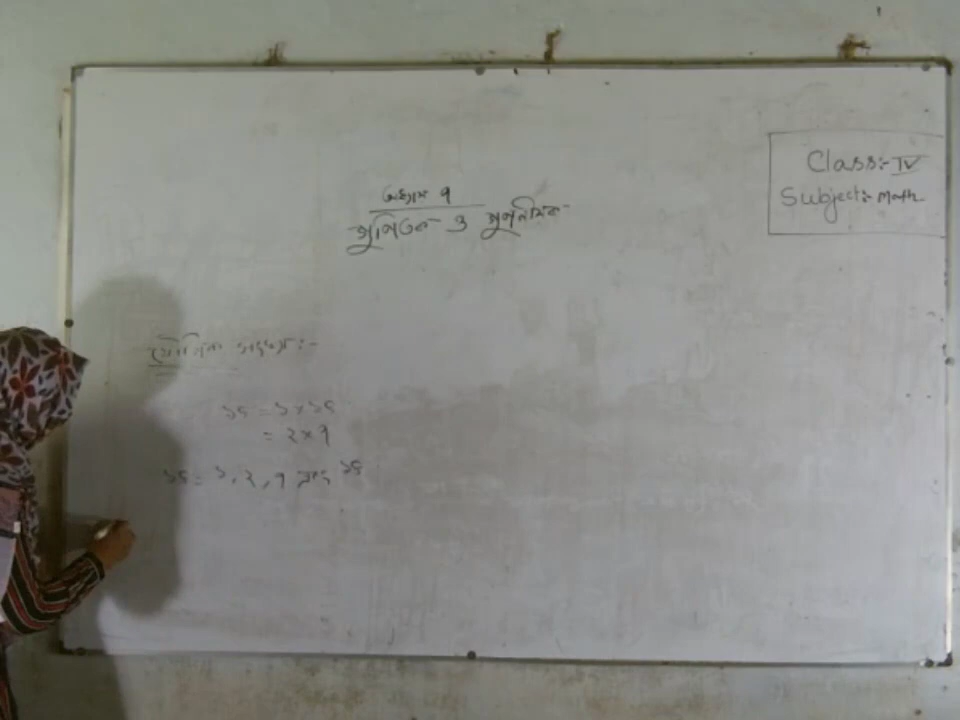 Class:- IV
Subject:- Math
অধ্যায় ৭
গুণিতক ও গুণনীয়ক
মৌলিক সংখ্যা:-
১৪ = ১×১৪
= ২×৭
১৪ = ১, ২, ৭ এবং ১৪